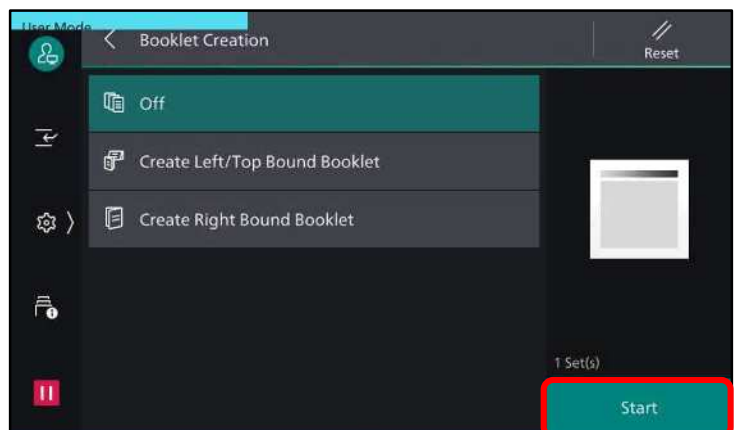 User Mode
Booklet Creation
Reset
Off
Create Left/Top Bound Booklet
Create Right Bound Booklet
1 Set(s)
Start